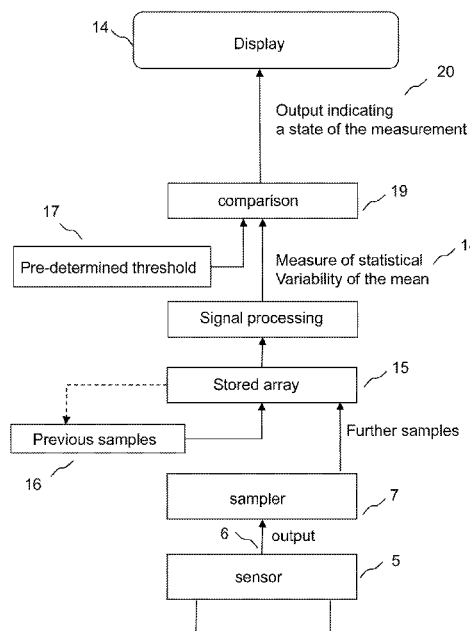 14
Display
20
Output indicating
a state of the measurement
comparison
19
17
Pre-determined threshold
Measure of statistical
Variability of the mean
Signal processing
Stored array
15
Previous samples
16
Further samples
sampler
7
6
output
sensor
5